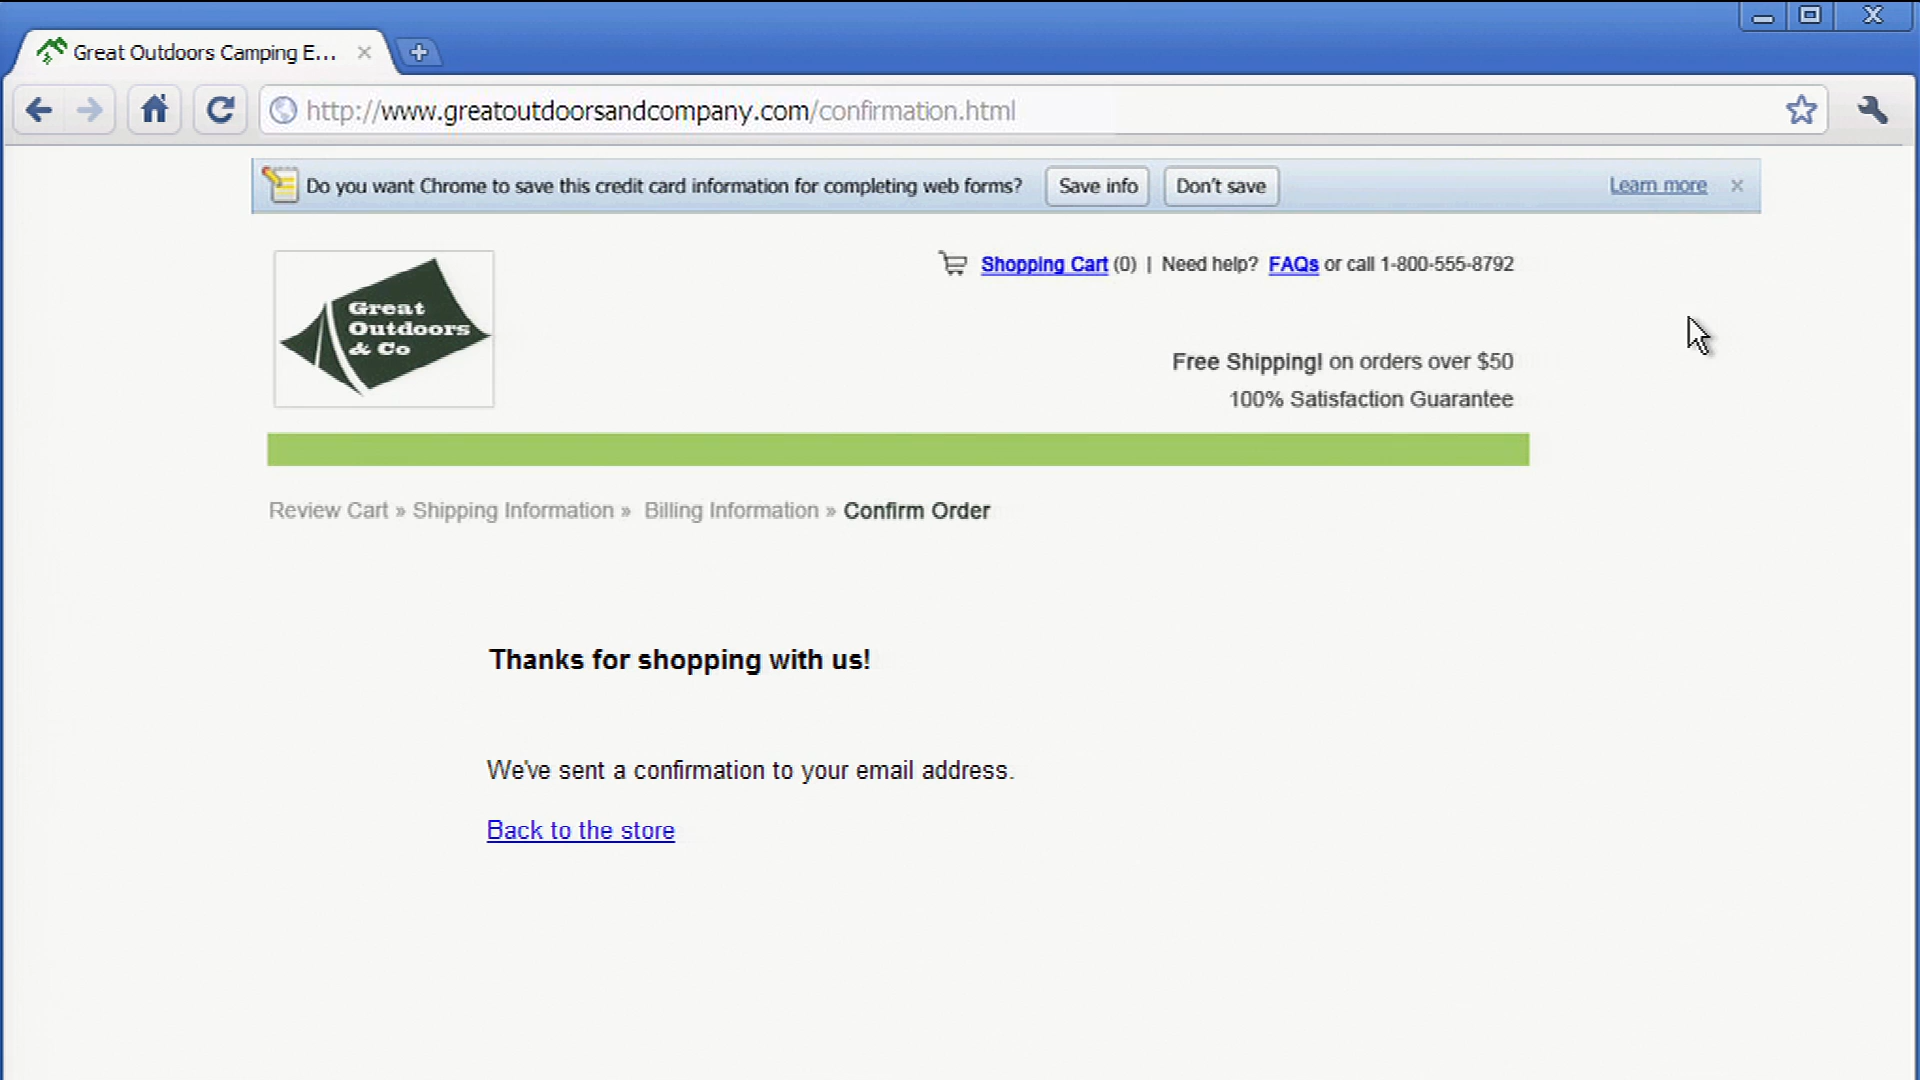 Great Outdoors Camping E...
http://www.greatoutdoorsandcompany.com/confirmation.html
Do you want Chrome to save this credit card information for completing web forms? Save info Don't save Learn more
Shopping Cart (0) | Need help? FAQs or call 1-800-555-8792
Great
Outdoors
& Co
Free Shipping! on orders over $50
100% Satisfaction Guarantee
Review Cart » Shipping Information » Billing Information » Confirm Order
Thanks for shopping with us!
We've sent a confirmation to your email address.
Back to the store